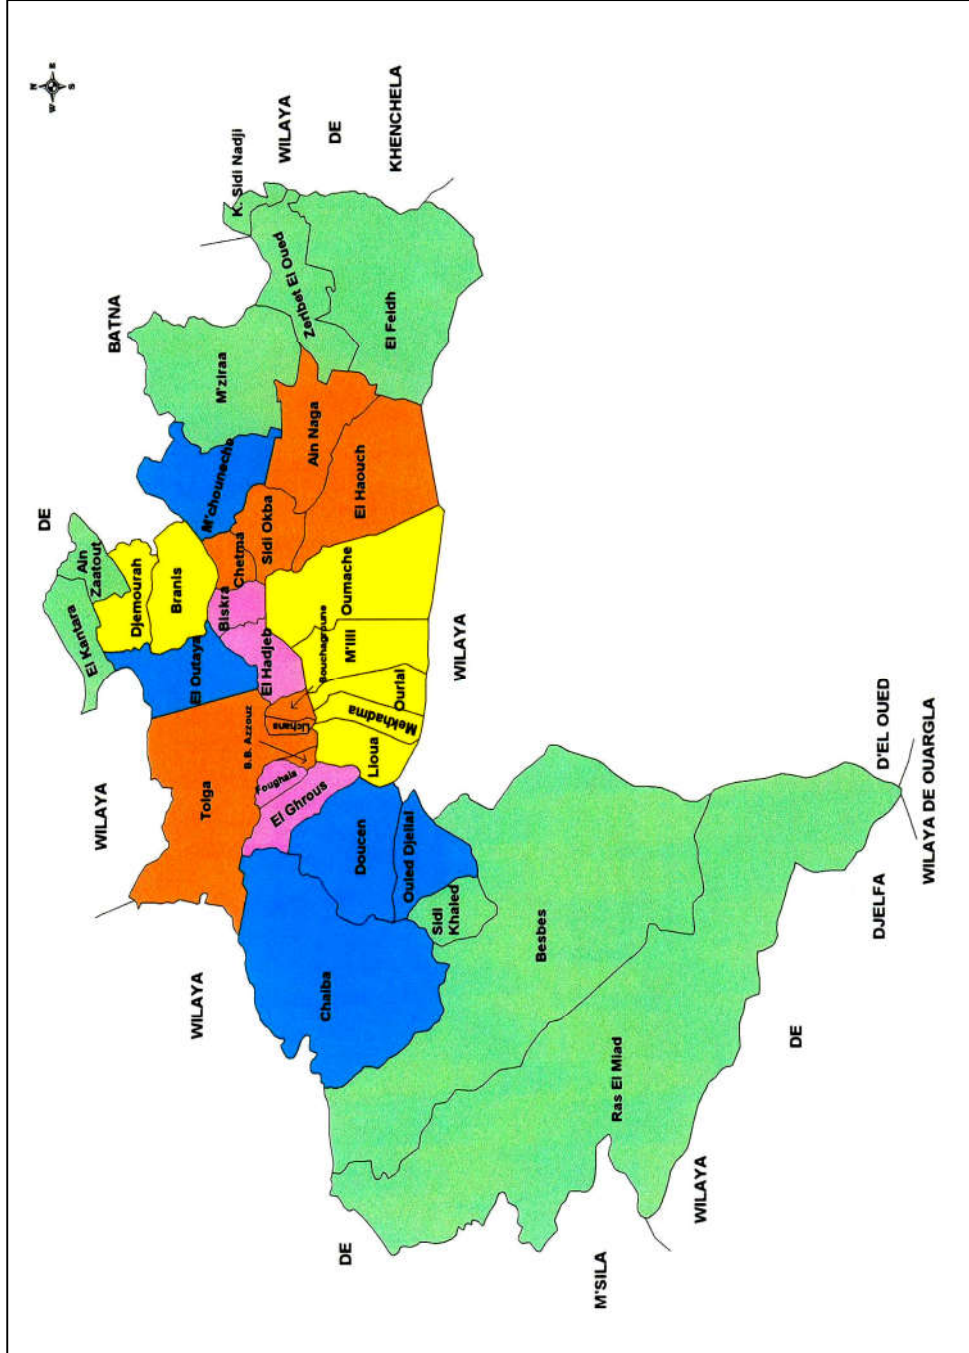 N
E
S
W
WILAYA
DE
BATNA
WILAYA
DE
KHENCHELA
K. Sidi Nadji
Zeribet El Oued
El Feidh
M'ziraa
M'chouneche
Ain Naga
El Haouch
Sidi Okba
Chetma
Ain
Zaatout
El Kantara
Djemourah
Branis
El Outaya
Biskra
El Hadjeb
Oumache
M'lili
Bouchagroune
Ourlal
Mekhadma
Lioua
Lichana
B.B. Azzouz
Foughala
El Ghrous
Tolga
Doucen
Ouled Djellal
Sidi
Khaled
Chaiba
Besbes
Ras El Miad
WILAYA
DE
M'SILA
WILAYA
DE
DJELFA
WILAYA
D'EL OUED
WILAYA DE OUARGLA